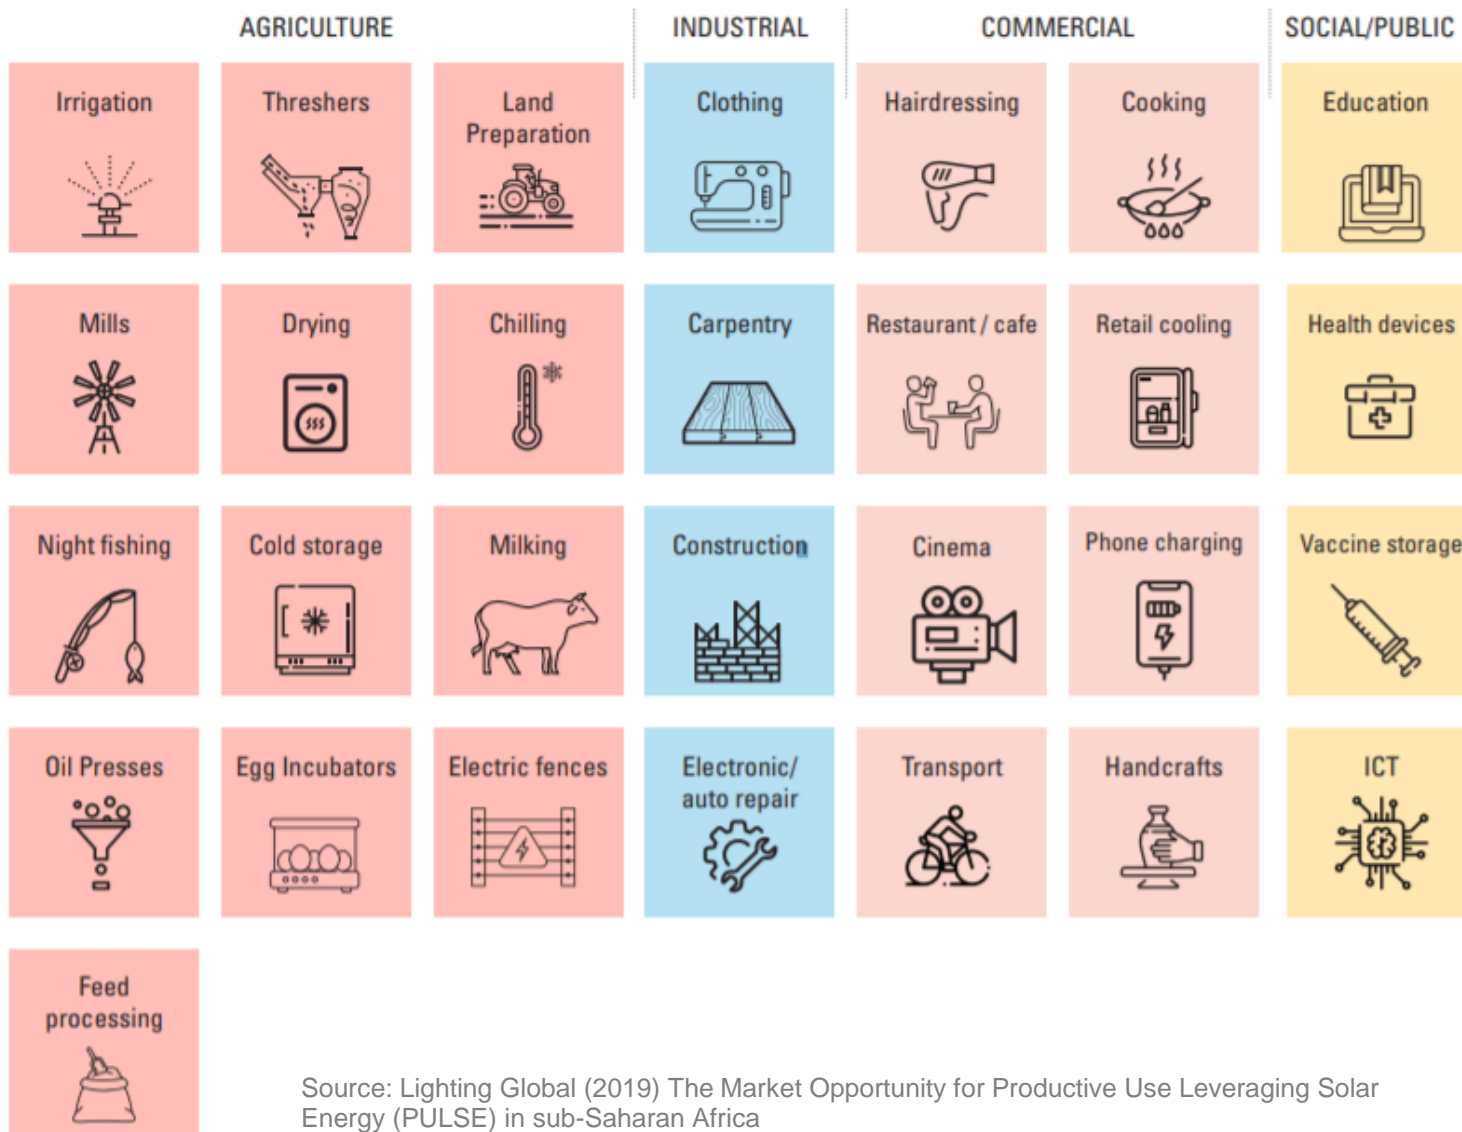 AGRICULTURE
INDUSTRIAL
COMMERCIAL
SOCIAL/PUBLIC
Irrigation
Threshers
Land
Preparation
Clothing
Hairdressing
Cooking
Education
Mills
Drying
Chilling
Carpentry
Restaurant / cafe
Retail cooling
Health devices
Night fishing
Cold storage
Milking
Construction
Cinema
Phone charging
Vaccine storage
Oil Presses
Egg Incubators
Electric fences
Electronic/
auto repair
Transport
Handcrafts
ICT
Feed
processing
Source: Lighting Global (2019) The Market Opportunity for Productive Use Leveraging Solar
Energy (PULSE) in sub-Saharan Africa